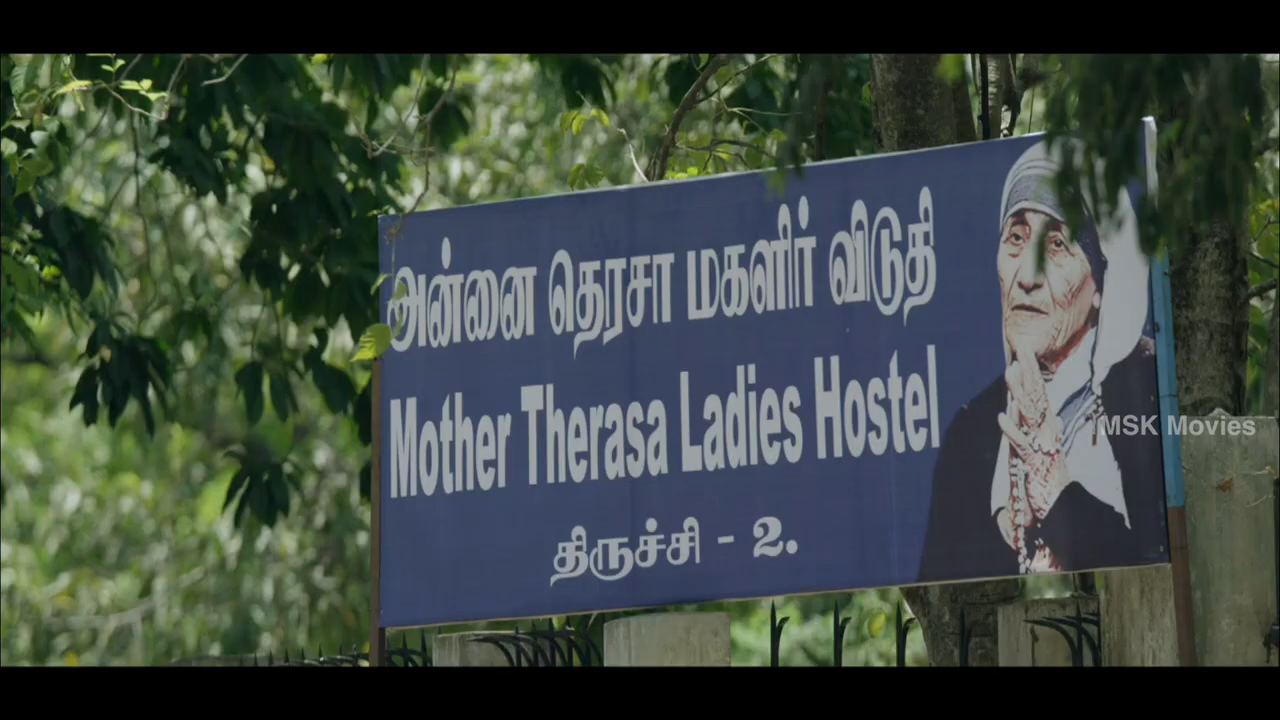 அன்னை தெரசா மகளிர் விடுதி
Mother Therasa Ladies Hostel
திருச்சி - 2.
MSK Movies